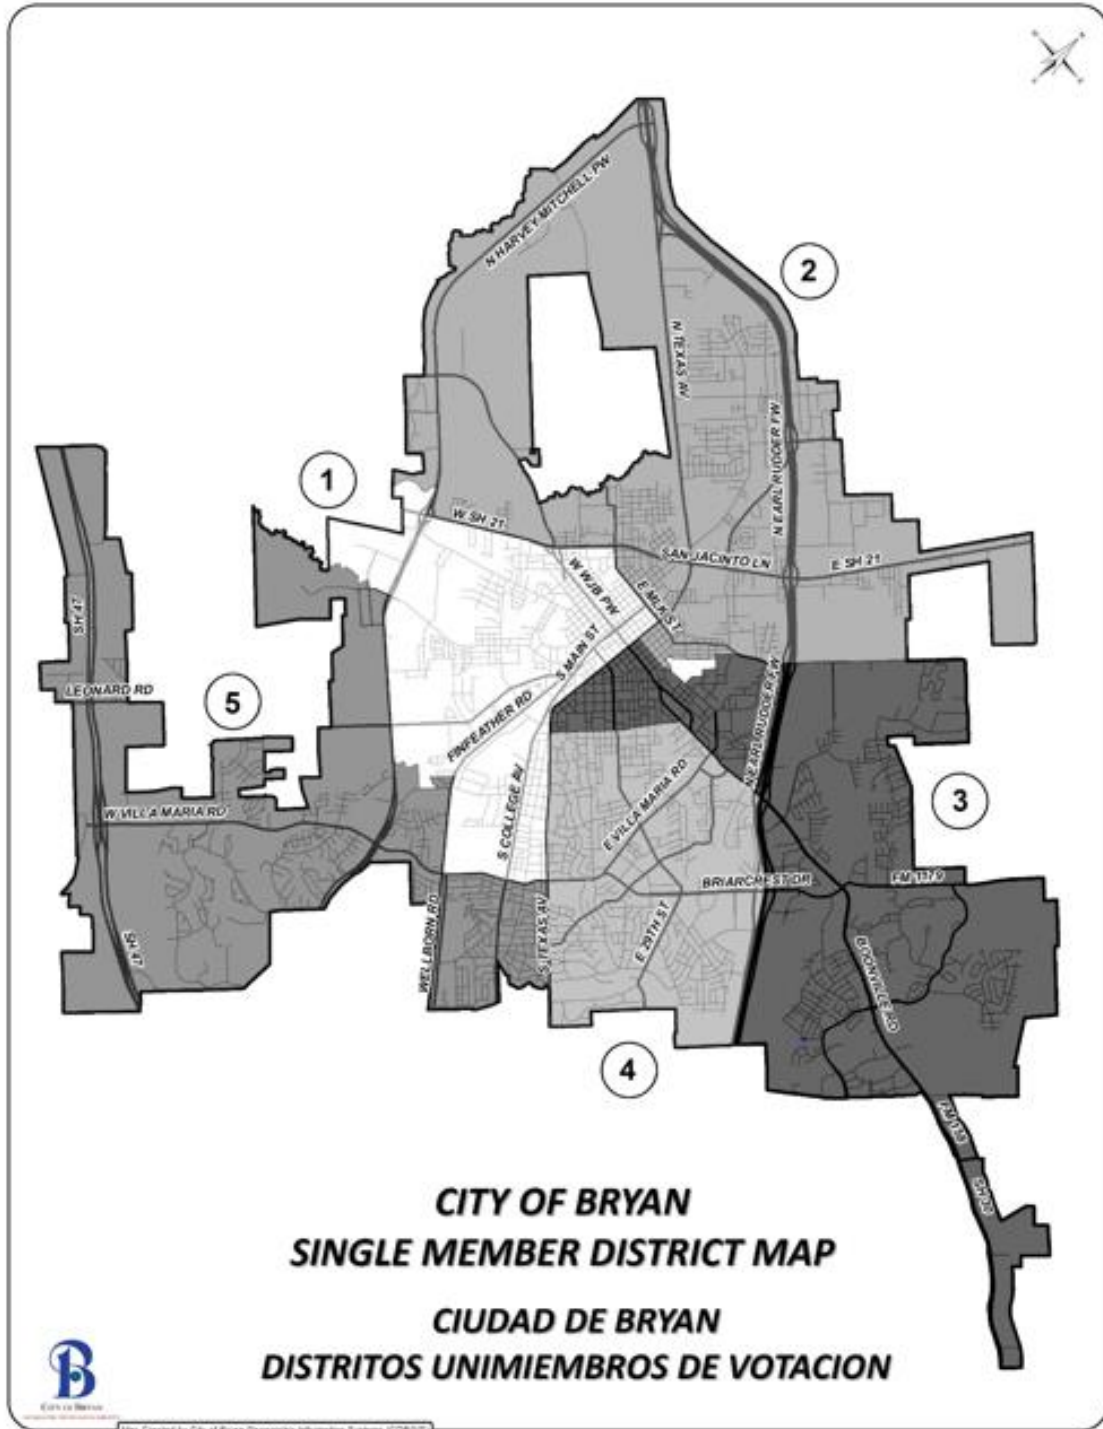 2
N HARVEY MITCHELL PW
N TEXAS AV
N EARL RUDDER FW
1
W SH 21
SAN JACINTO LN
E SH 21
W WJB PW
E MLK ST
SH 47
S MAIN ST
LEONARD RD
5
FINFEATHER RD
N EARL RUDDER FW
S COLLEGE AV
E VILLA MARIA RD
3
W VILLA MARIA RD
BRIARCREST DR
FM 1179
WELLBORN RD
S TEXAS AV
E 29TH ST
SH 47
BOONVILLE RD
4
CITY OF BRYAN
SINGLE MEMBER DISTRICT MAP
CIUDAD DE BRYAN
DISTRITOS UNIMIEMBROS DE VOTACION
B
CITY OF BRYAN